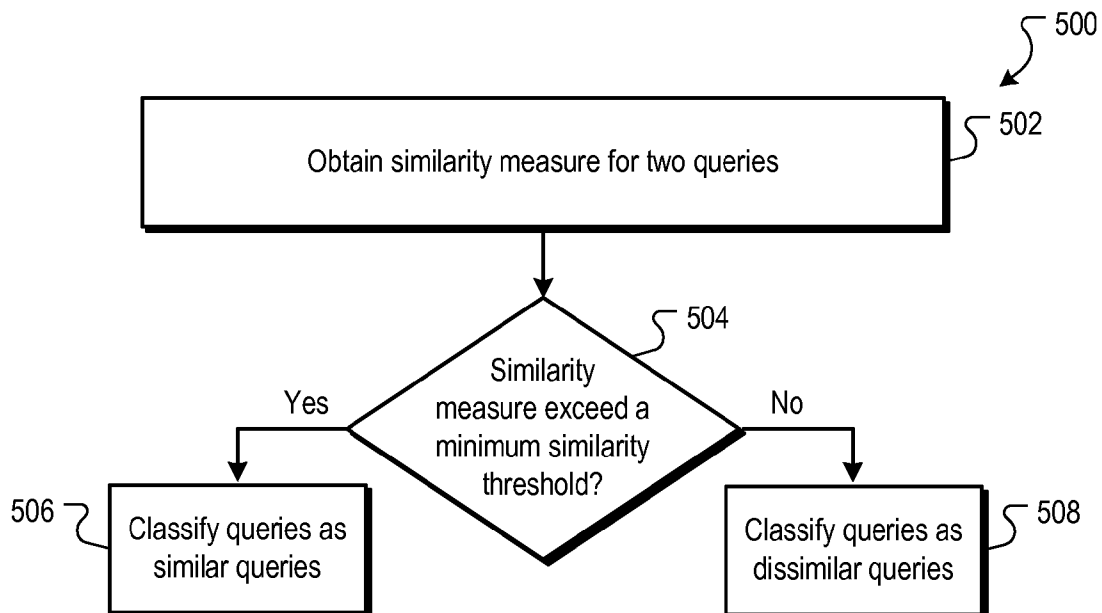 500
502
Obtain similarity measure for two queries
504
Similarity
measure exceed a
minimum similarity
threshold?
Yes
No
506
Classify queries as
similar queries
508
Classify queries as
dissimilar queries